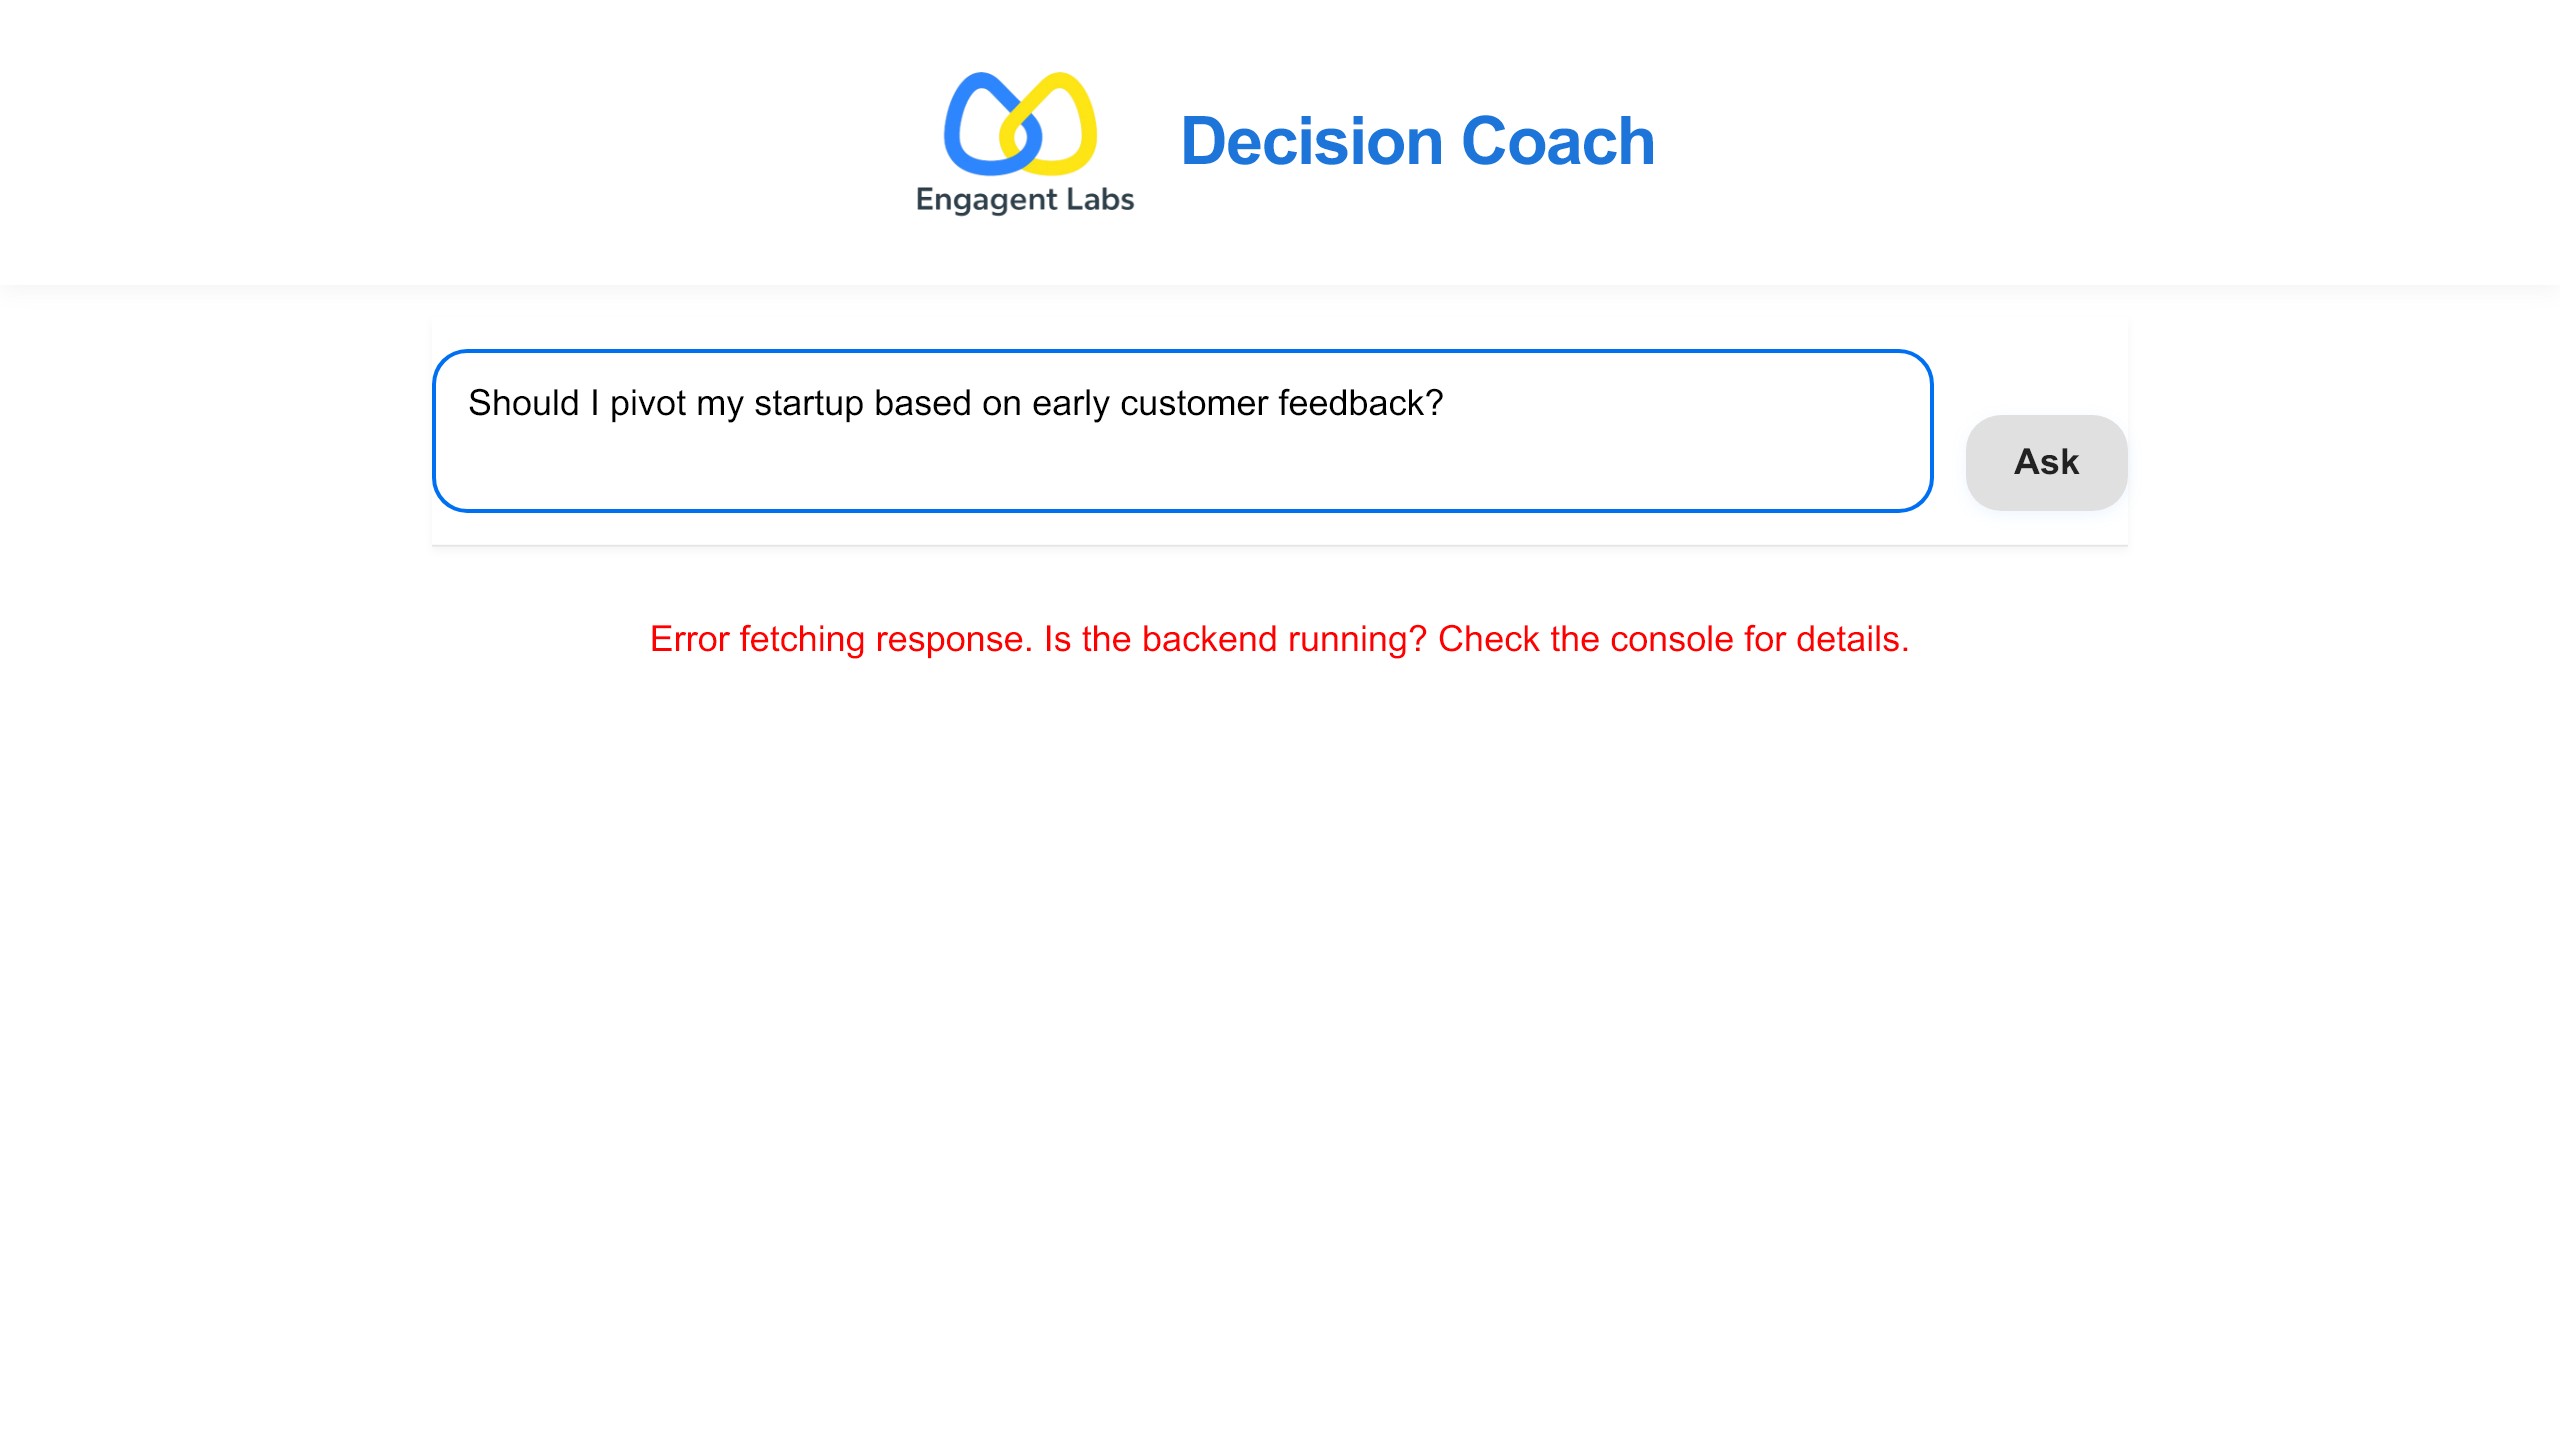 Engagent Labs
Decision Coach
Should I pivot my startup based on early customer feedback?
Ask
Error fetching response. Is the backend running? Check the console for details.